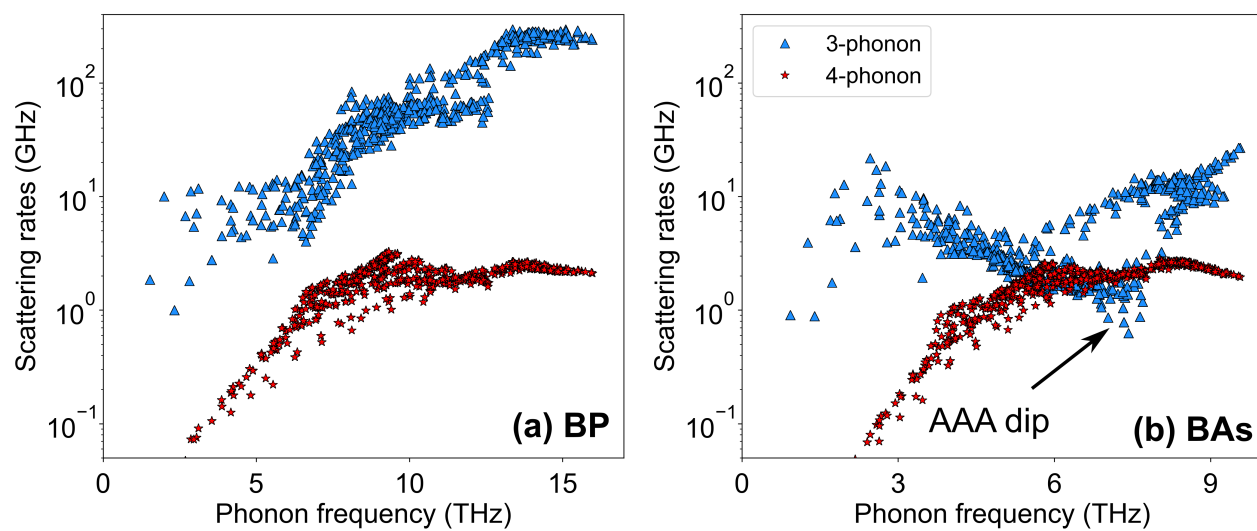 Scattering rates (GHz)
10²
10¹
10⁰
10⁻¹
0 5 10 15
Phonon frequency (THz)
(a) BP
Scattering rates (GHz)
10²
10¹
10⁰
10⁻¹
3-phonon
4-phonon
AAA dip
(b) BAs
0 3 6 9
Phonon frequency (THz)